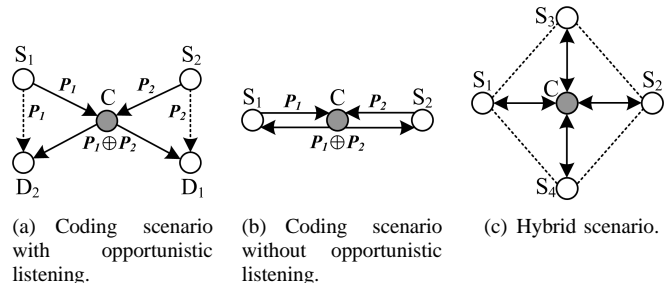 S1
S2
P1
P2
C
P1
P2
P1⊕P2
D2
D1
(a) Coding scenario
with opportunistic
listening.
S1
P1
C
P2
S2
P1⊕P2
(b) Coding scenario
without opportunistic
listening.
S3
S1
C
S2
S4
(c) Hybrid scenario.